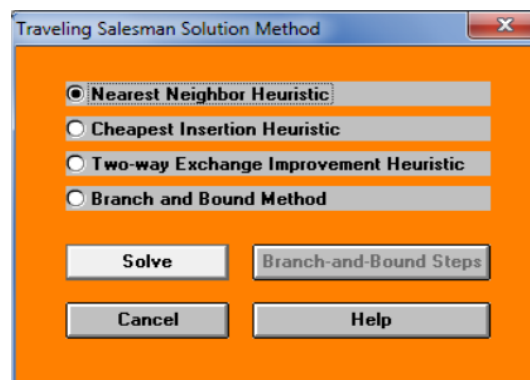 Traveling Salesman Solution Method
Nearest Neighbor Heuristic
Cheapest Insertion Heuristic
Two-way Exchange Improvement Heuristic
Branch and Bound Method
Solve Branch-and-Bound Steps
Cancel Help